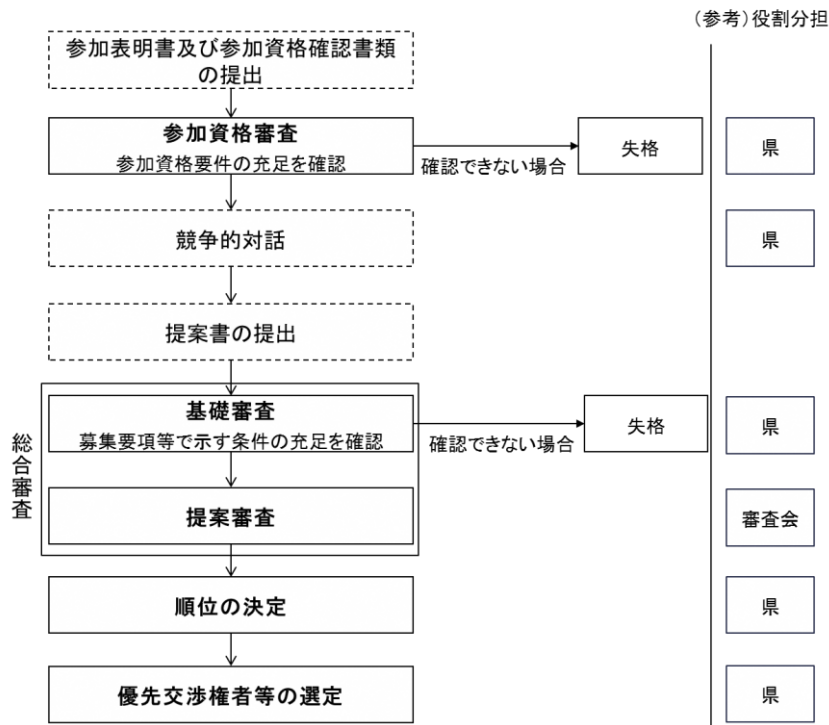 （参考）役割分担
参加表明書及び参加資格確認書類
の提出
参加資格審査
参加資格要件の充足を確認
確認できない場合
失格
県
競争的対話
県
提案書の提出
総合審査
基礎審査
募集要項等で示す条件の充足を確認
確認できない場合
失格
県
提案審査
審査会
順位の決定
県
優先交渉権者等の選定
県